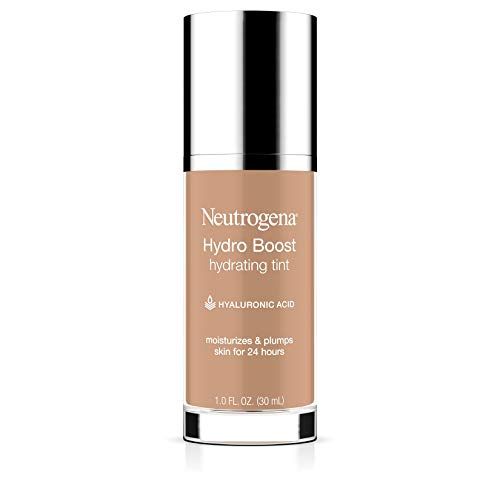 Neutrogena®
Hydro Boost
hydrating tint
HYALURONIC ACID
moisturizes & plumps
skin for 24 hours
1.0 FL. OZ. (30 mL)